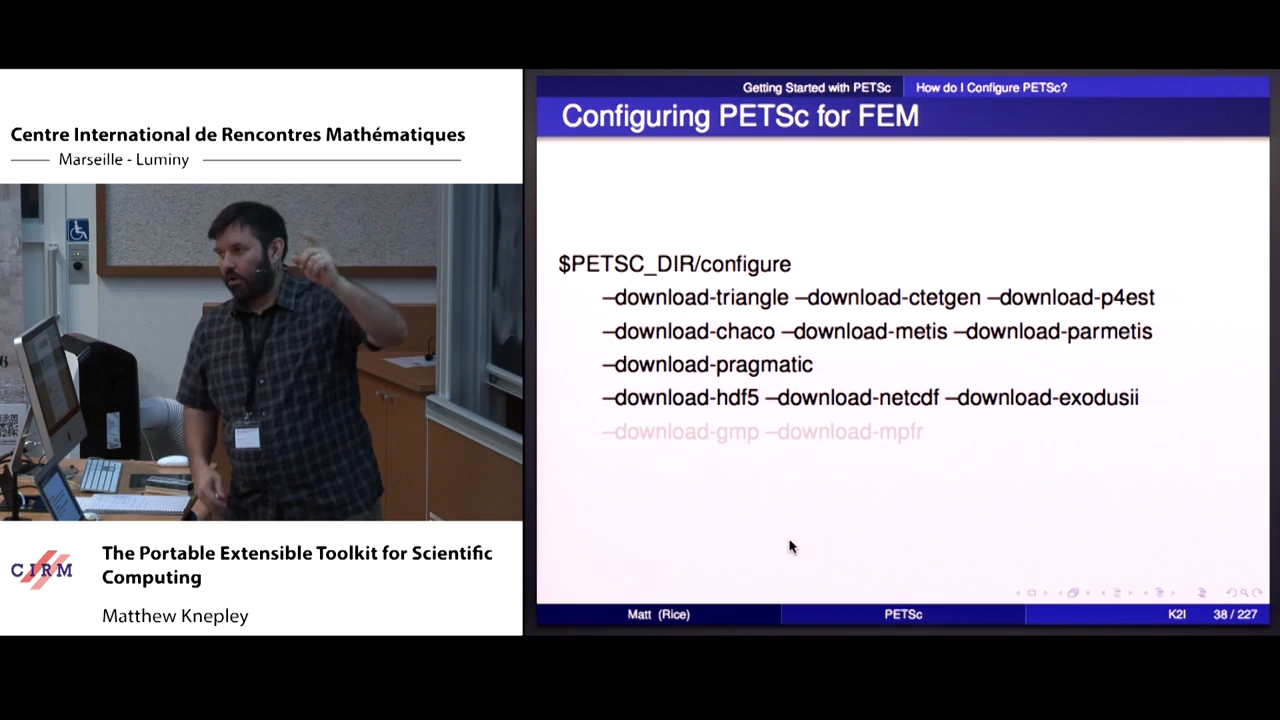 Centre International de Rencontres Mathématiques
Marseille - Luminy
CIRM
The Portable Extensible Toolkit for Scientific
Computing
Matthew Knepley
Getting Started with PETSc
How do I Configure PETSc?
Configuring PETSc for FEM
$PETSC_DIR/configure
–download-triangle –download-ctetgen –download-p4est
–download-chaco –download-metis –download-parmetis
–download-pragmatic
–download-hdf5 –download-netcdf –download-exodusii
–download-gmp –download-mpfr
Matt (Rice)
PETSc
K2I
38 / 227